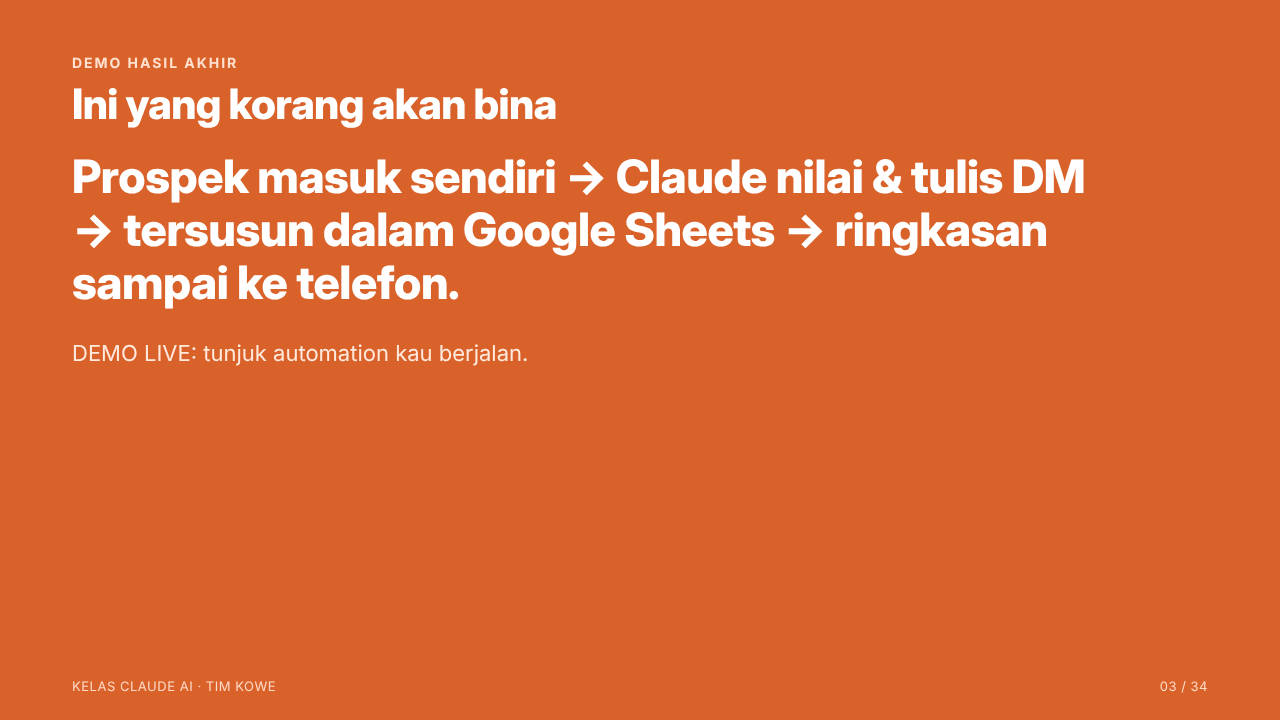 DEMO HASIL AKHIR
Ini yang korang akan bina
Prospek masuk sendiri → Claude nilai & tulis DM
→ tersusun dalam Google Sheets → ringkasan
sampai ke telefon.
DEMO LIVE: tunjuk automation kau berjalan.
KELAS CLAUDE AI · TIM KOWE
03 / 34